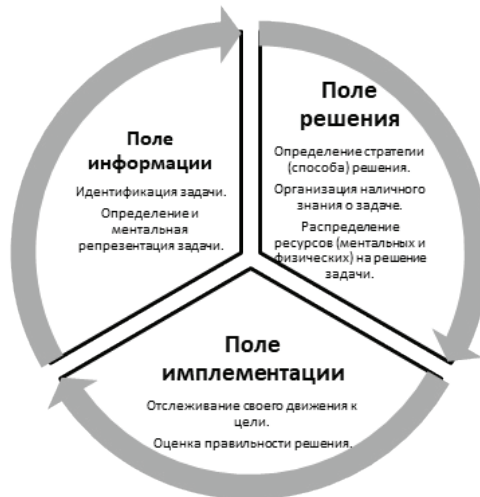 Поле
информации
Идентификация задачи.
Определение и
ментальная
репрезентация задачи.
Поле
решения
Определение стратегии
(способа) решения.
Организация наличного
знания о задаче.
Распределение
ресурсов (ментальных и
физических) на решение
задачи.
Поле
имплементации
Отслеживание своего движения к
цели.
Оценка правильности решения.